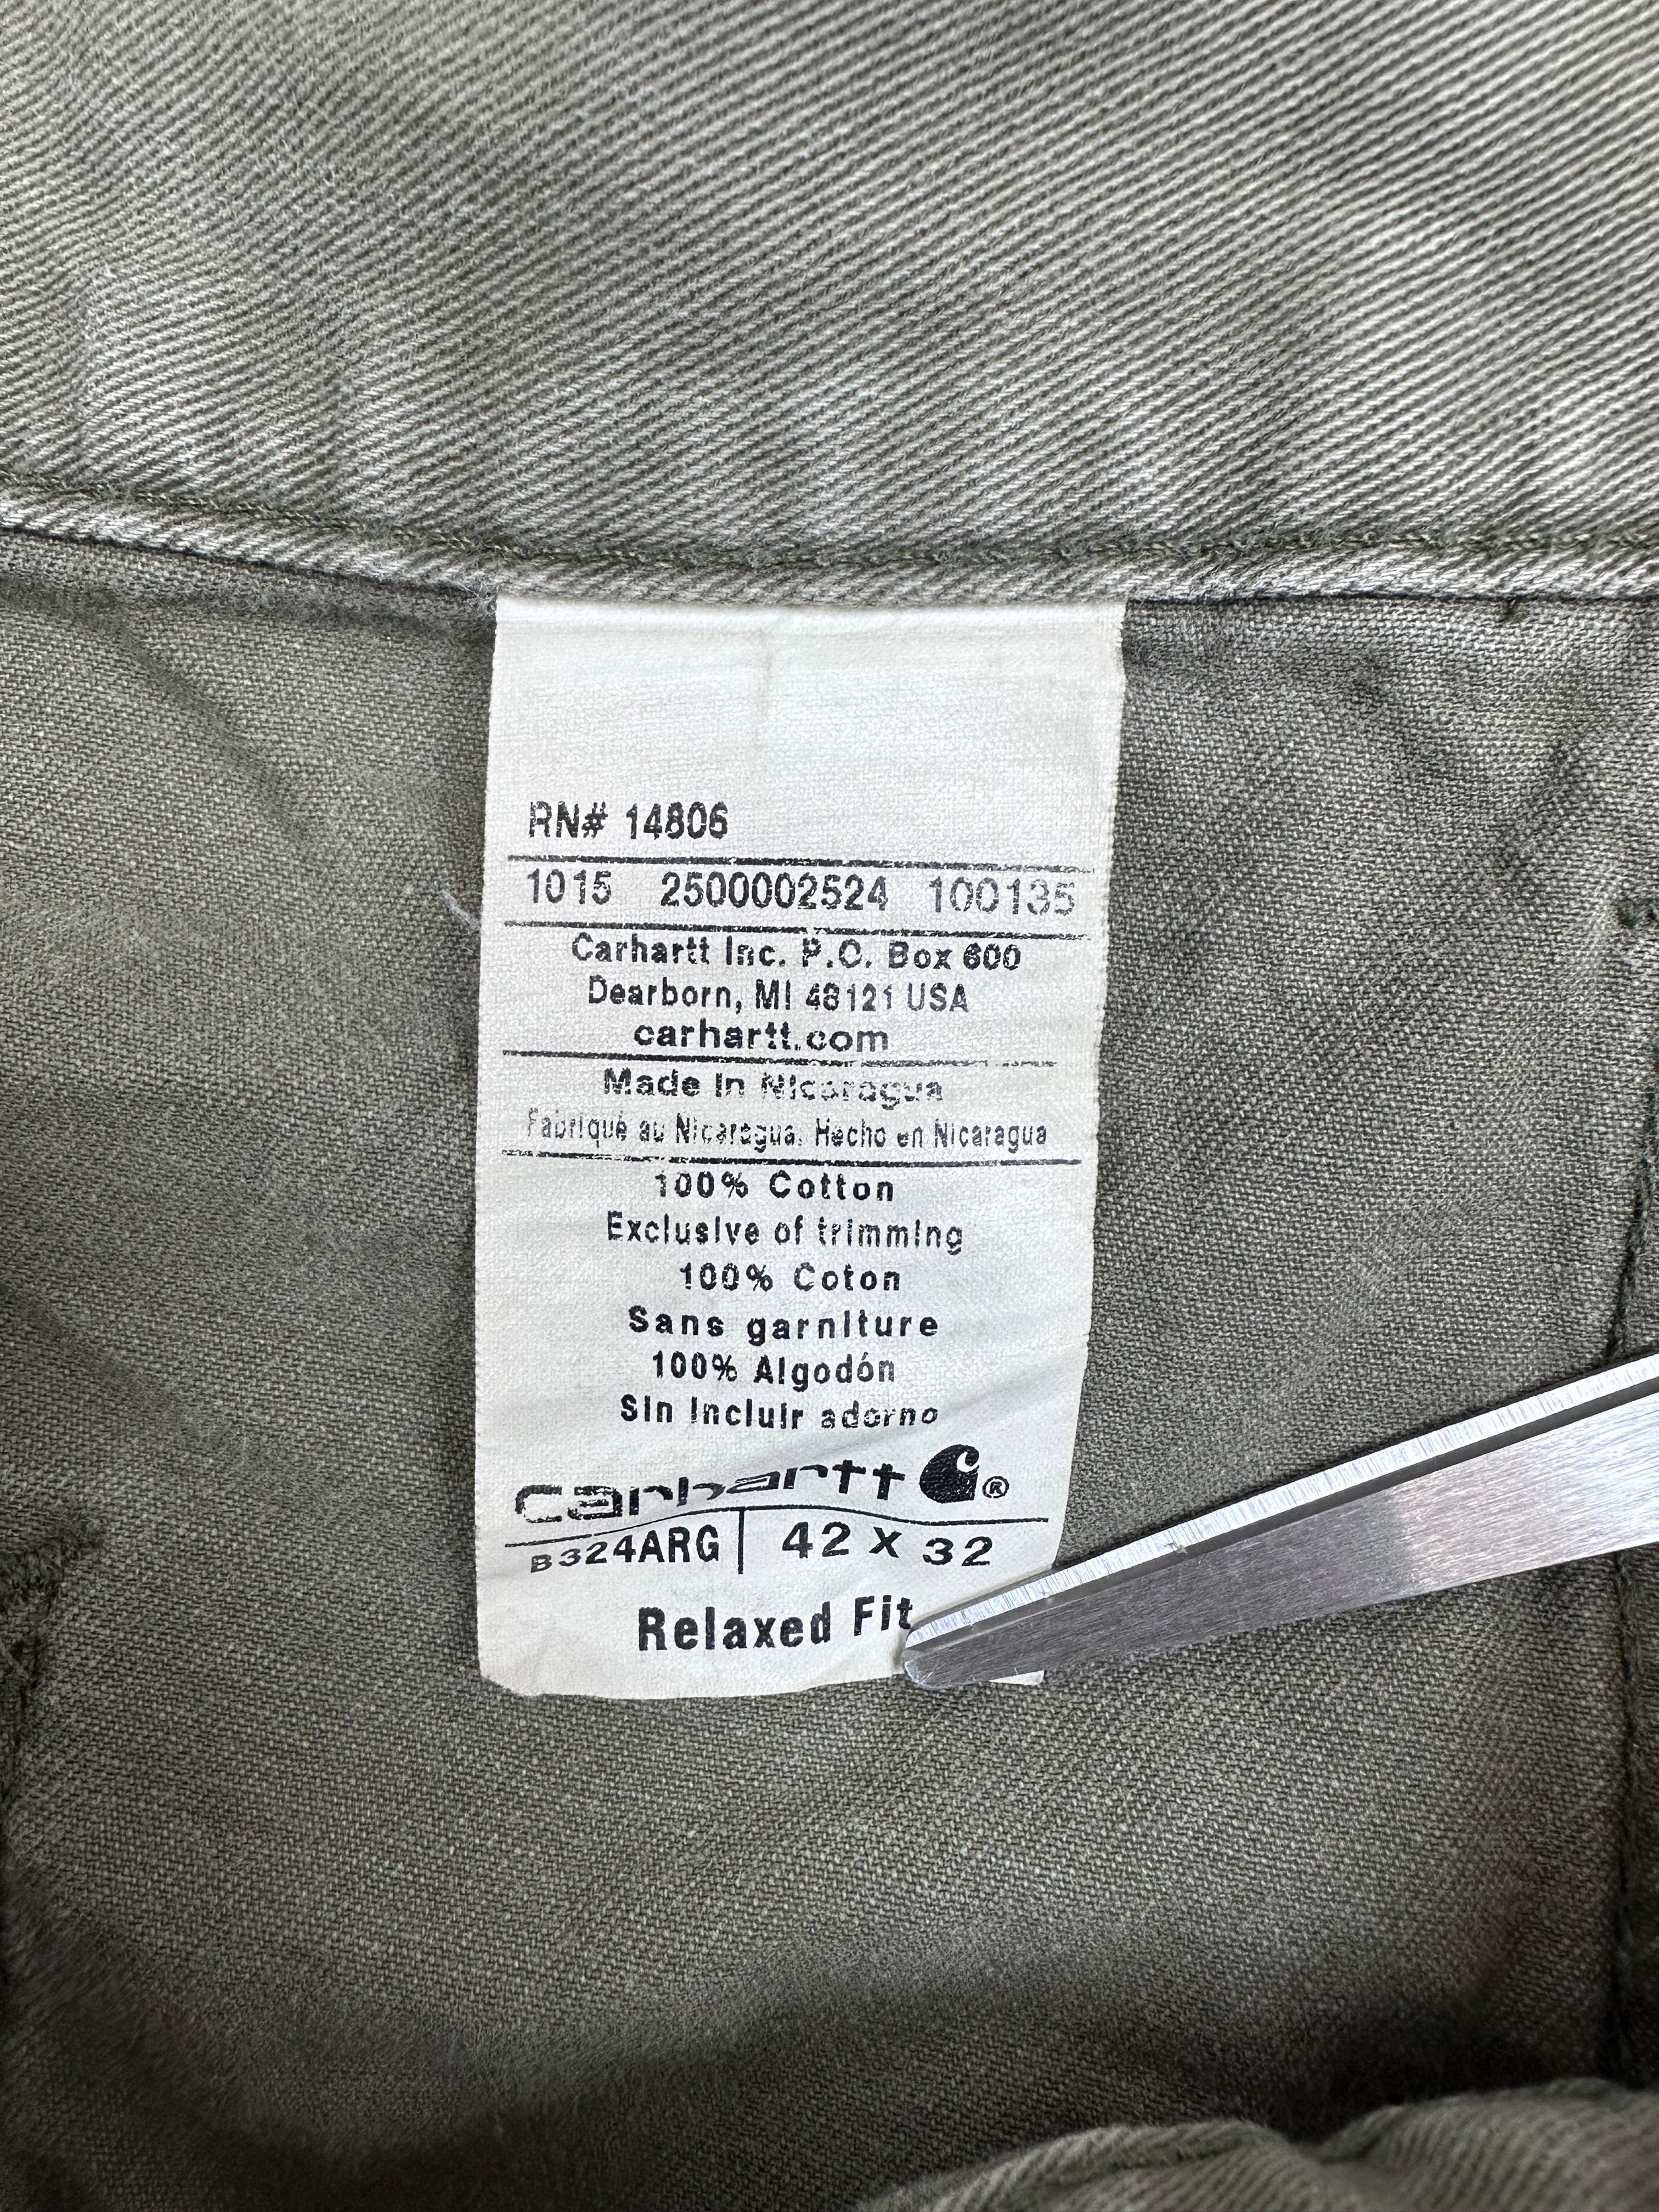 RN# 14806
1015 2500002524 100135
Carhartt Inc. P.O. Box 600
Dearborn, MI 48121 USA
carhartt.com
Made in Nicaragua
Fabriqué au Nicaragua. Hecho en Nicaragua
100% Cotton
Exclusive of trimming
100% Coton
Sans garniture
100% Algodón
Sin incluir adorno
carhartt ®
B324ARG | 42 X 32
Relaxed Fit